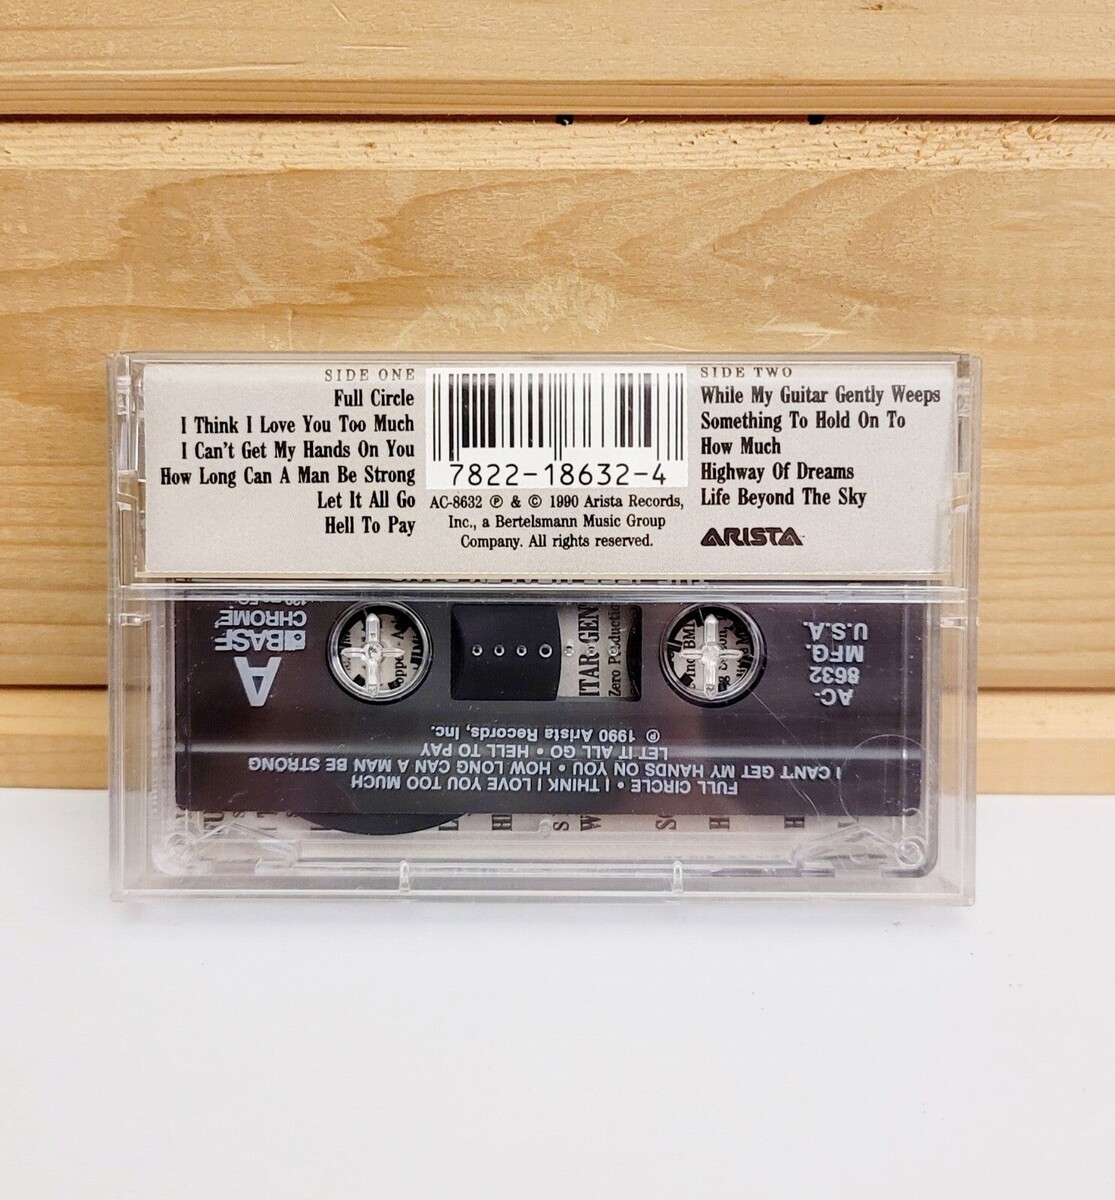 SIDE ONE
Full Circle
I Think I Love You Too Much
I Can't Get My Hands On You
How Long Can A Man Be Strong
Let It All Go
Hell To Pay
7822-18632-4
AC-8632 ℗ & © 1990 Arista Records,
Inc., a Bertelsmann Music Group
Company. All rights reserved.
SIDE TWO
While My Guitar Gently Weeps
Something To Hold On To
How Much
Highway Of Dreams
Life Beyond The Sky
ARISTA
A
BASF
CHROME
AC-
8632
MFG.
U.S.A.
FULL CIRCLE • I THINK I LOVE YOU TOO MUCH
I CAN'T GET MY HANDS ON YOU • HOW LONG CAN A MAN BE STRONG
LET IT ALL GO • HELL TO PAY
℗ 1990 Arista Records, Inc.